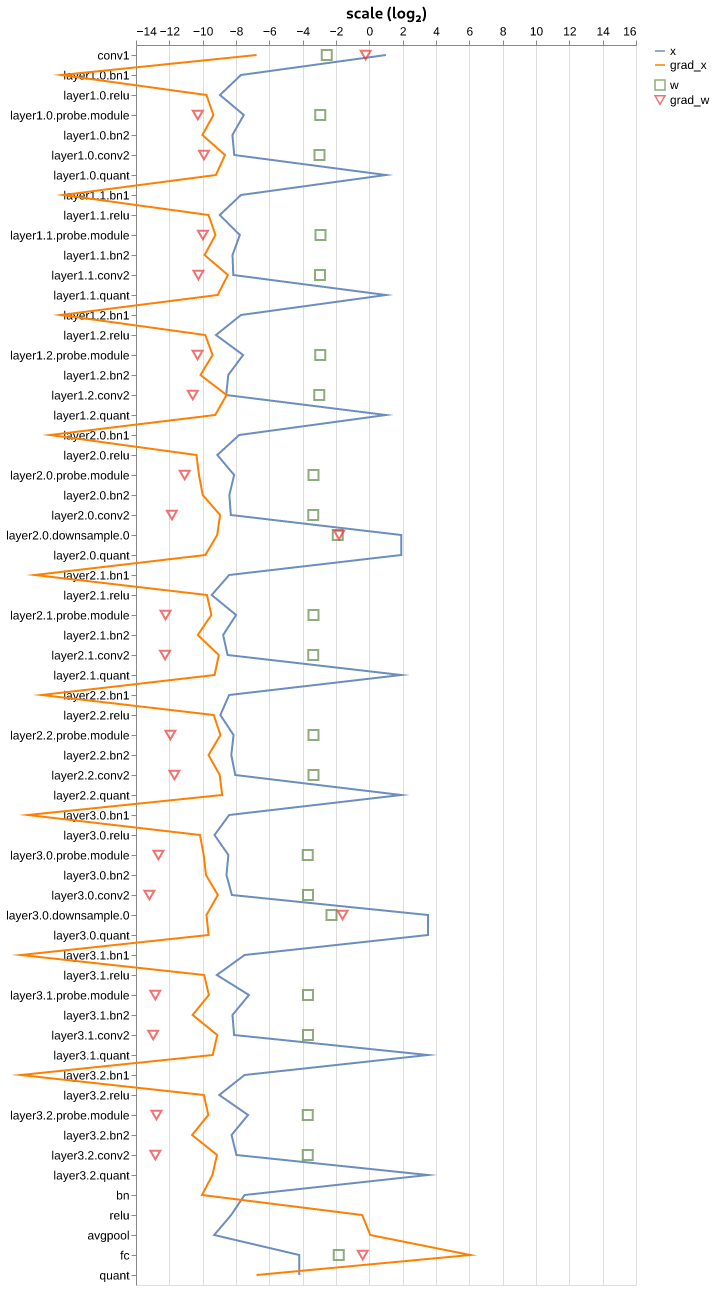 scale (log₂)
−14 −12 −10 −8 −6 −4 −2 0 2 4 6 8 10 12 14 16
conv1
layer1.0.bn1
layer1.0.relu
layer1.0.probe.module
layer1.0.bn2
layer1.0.conv2
layer1.0.quant
layer1.1.bn1
layer1.1.relu
layer1.1.probe.module
layer1.1.bn2
layer1.1.conv2
layer1.1.quant
layer1.2.bn1
layer1.2.relu
layer1.2.probe.module
layer1.2.bn2
layer1.2.conv2
layer1.2.quant
layer2.0.bn1
layer2.0.relu
layer2.0.probe.module
layer2.0.bn2
layer2.0.conv2
layer2.0.downsample.0
layer2.0.quant
layer2.1.bn1
layer2.1.relu
layer2.1.probe.module
layer2.1.bn2
layer2.1.conv2
layer2.1.quant
layer2.2.bn1
layer2.2.relu
layer2.2.probe.module
layer2.2.bn2
layer2.2.conv2
layer2.2.quant
layer3.0.bn1
layer3.0.relu
layer3.0.probe.module
layer3.0.bn2
layer3.0.conv2
layer3.0.downsample.0
layer3.0.quant
layer3.1.bn1
layer3.1.relu
layer3.1.probe.module
layer3.1.bn2
layer3.1.conv2
layer3.1.quant
layer3.2.bn1
layer3.2.relu
layer3.2.probe.module
layer3.2.bn2
layer3.2.conv2
layer3.2.quant
bn
relu
avgpool
fc
quant
x
grad_x
w
grad_w